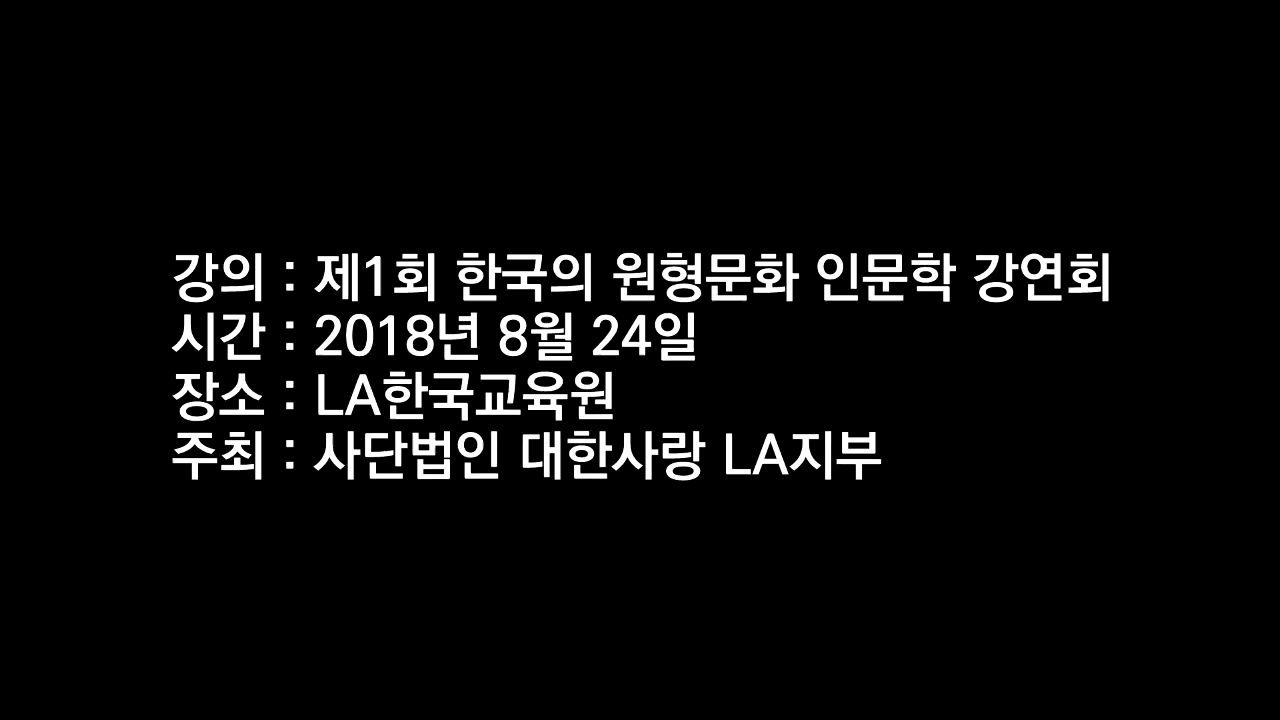 강의 : 제1회 한국의 원형문화 인문학 강연회
시간 : 2018년 8월 24일
장소 : LA한국교육원
주최 : 사단법인 대한사랑 LA지부